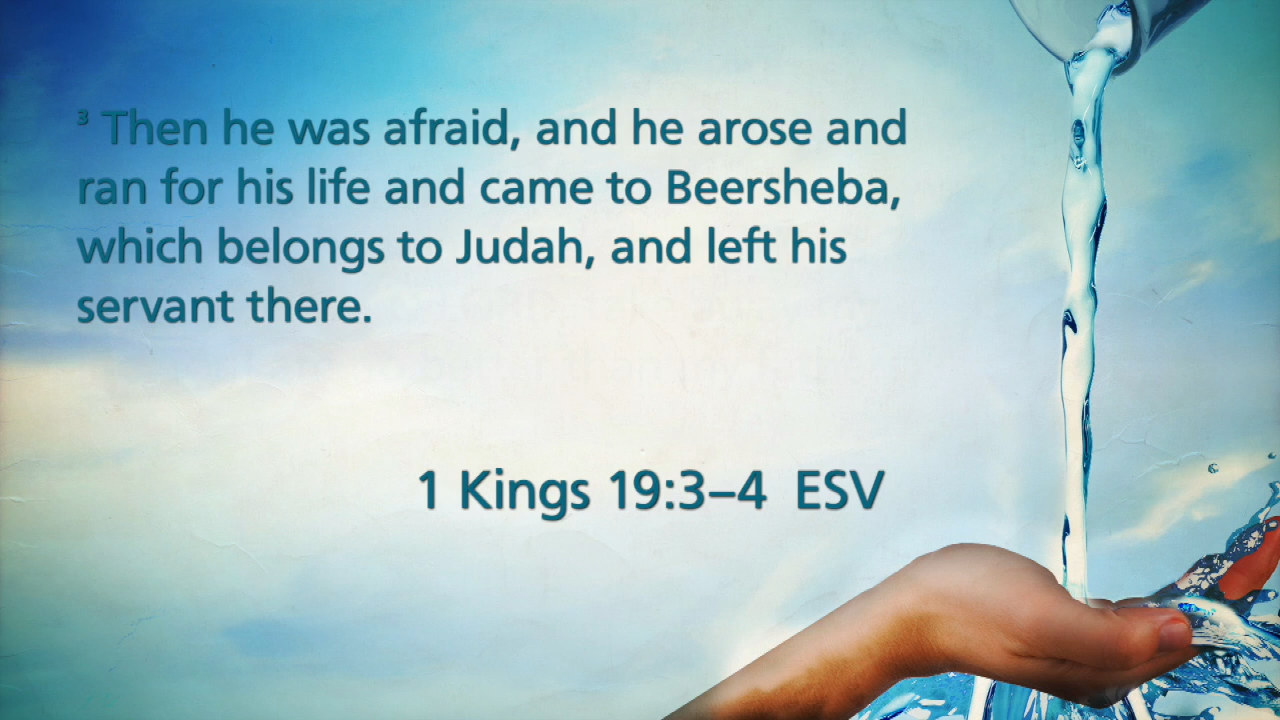 ³ Then he was afraid, and he arose and
ran for his life and came to Beersheba,
which belongs to Judah, and left his
servant there.
1 Kings 19:3–4 ESV